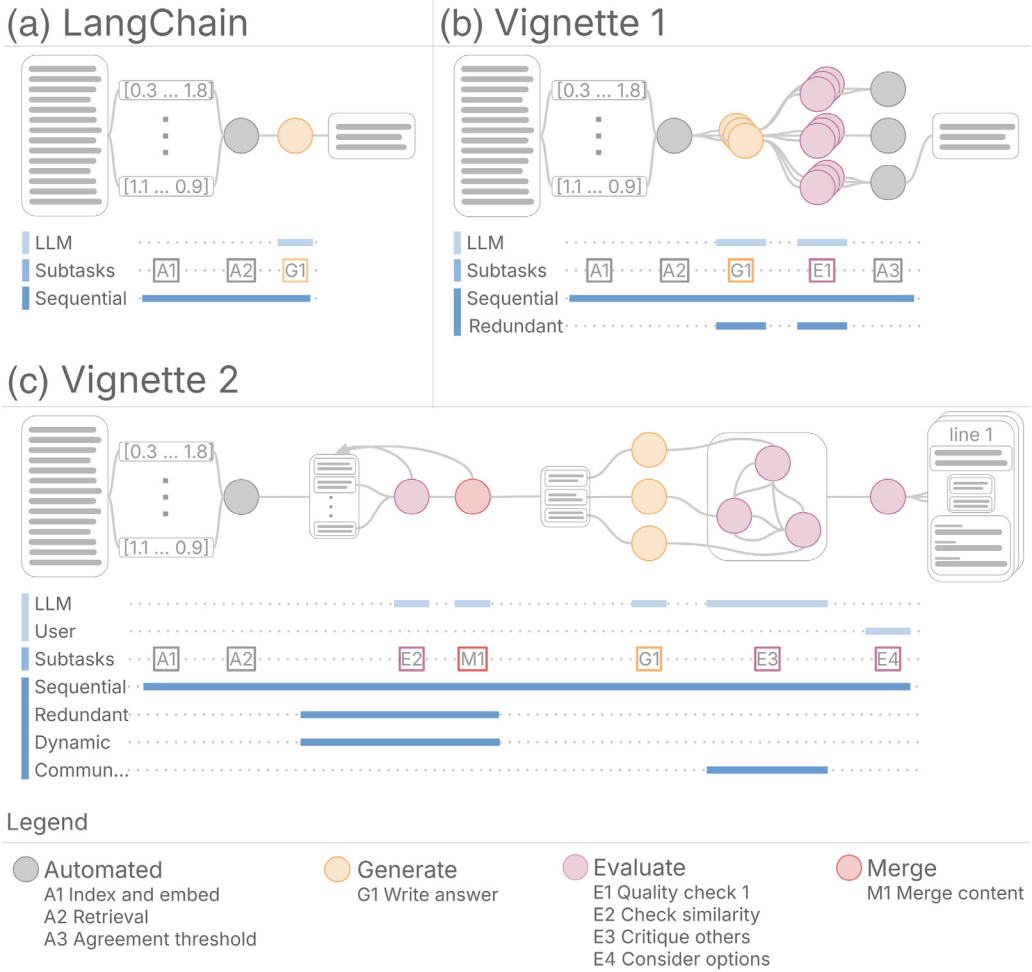 (a) LangChain
[0.3 ... 1.8]
[1.1 ... 0.9]
LLM
Subtasks A1 A2 G1
Sequential
(b) Vignette 1
[0.3 ... 1.8]
[1.1 ... 0.9]
LLM
Subtasks A1 A2 G1 E1 A3
Sequential
Redundant
(c) Vignette 2
[0.3 ... 1.8]
[1.1 ... 0.9]
line 1
LLM
User
Subtasks A1 A2 E2 M1 G1 E3 E4
Sequential
Redundant
Dynamic
Commun...
Legend
Automated
A1 Index and embed
A2 Retrieval
A3 Agreement threshold
Generate
G1 Write answer
Evaluate
E1 Quality check 1
E2 Check similarity
E3 Critique others
E4 Consider options
Merge
M1 Merge content